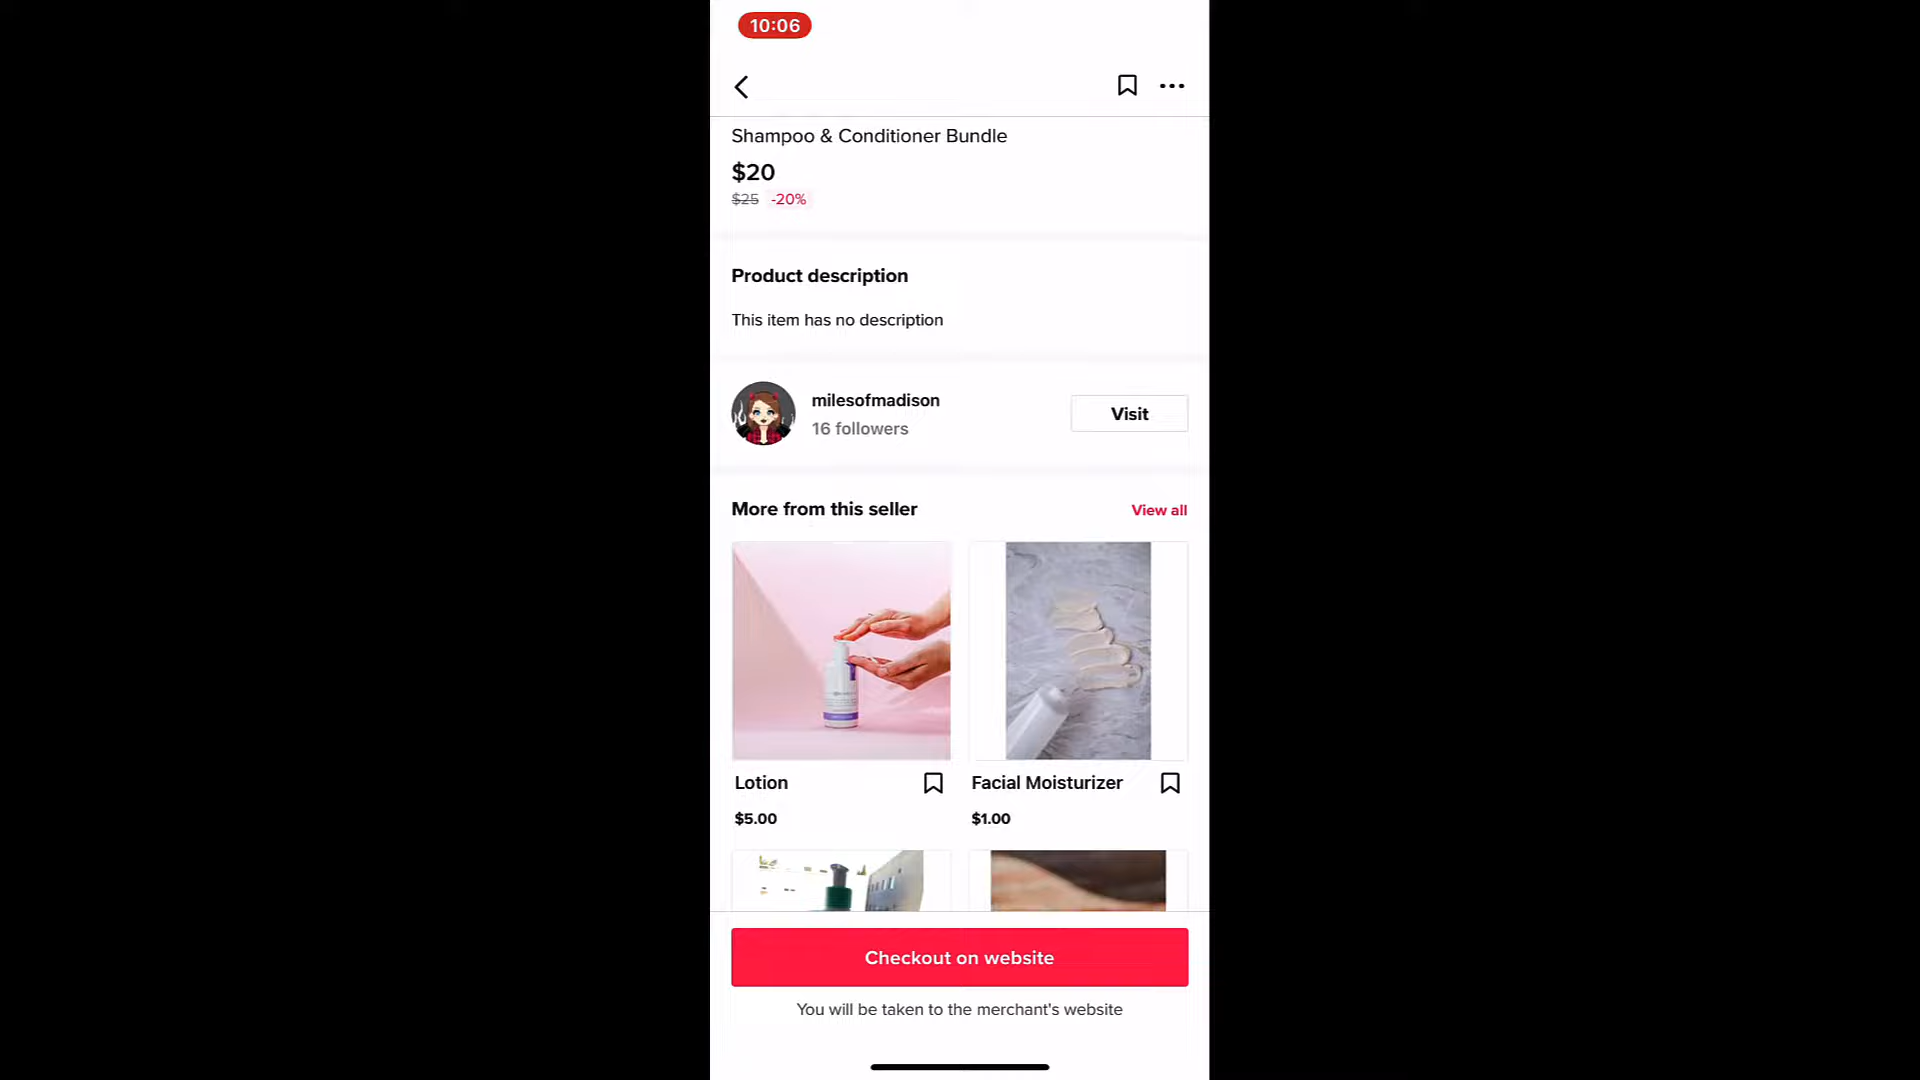 10:06
Shampoo & Conditioner Bundle
$20
$25 -20%
Product description
This item has no description
milesofmadison
16 followers
Visit
More from this seller
View all
Lotion
$5.00
Facial Moisturizer
$1.00
Checkout on website
You will be taken to the merchant's website